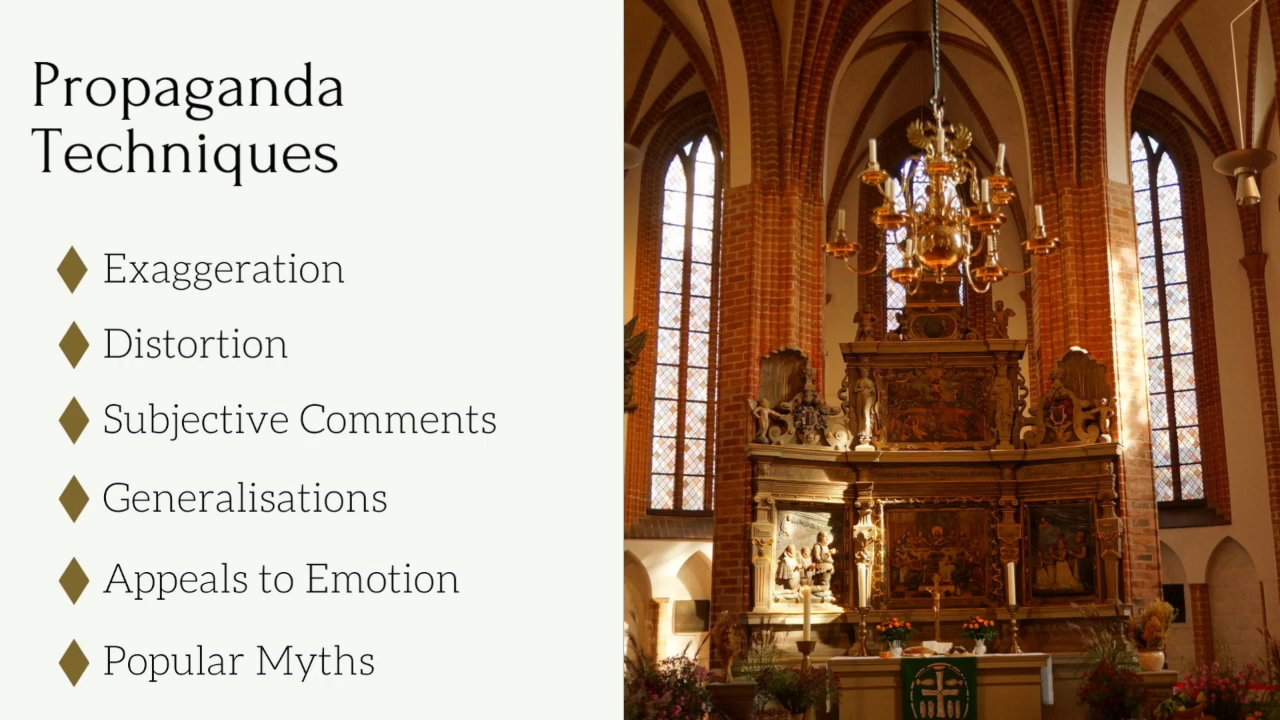 Propaganda
Techniques
Exaggeration
Distortion
Subjective Comments
Generalisations
Appeals to Emotion
Popular Myths